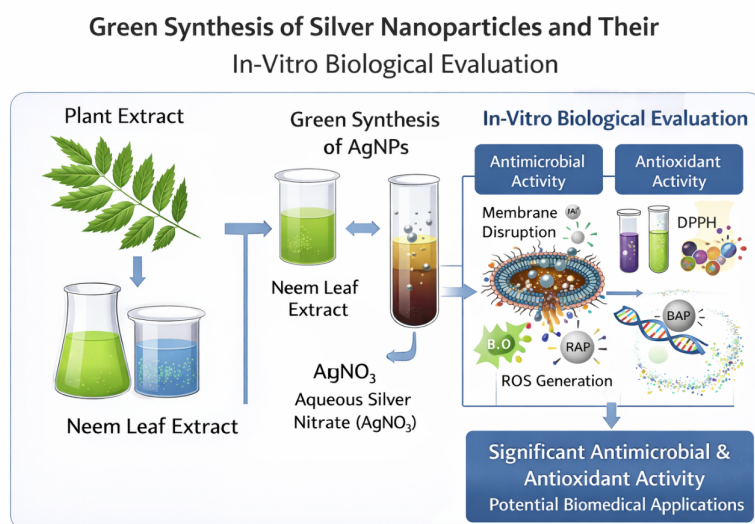 Green Synthesis of Silver Nanoparticles and Their
In-Vitro Biological Evaluation
Plant Extract
Neem Leaf Extract
Green Synthesis
of AgNPs
Neem Leaf
Extract
AgNO₃
Aqueous Silver
Nitrate (AgNO₃)
In-Vitro Biological Evaluation
Antimicrobial
Activity
Antioxidant
Activity
Membrane
Disruption
DPPH
B.O
RAP
BAP
ROS Generation
Significant Antimicrobial &
Antioxidant Activity
Potential Biomedical Applications